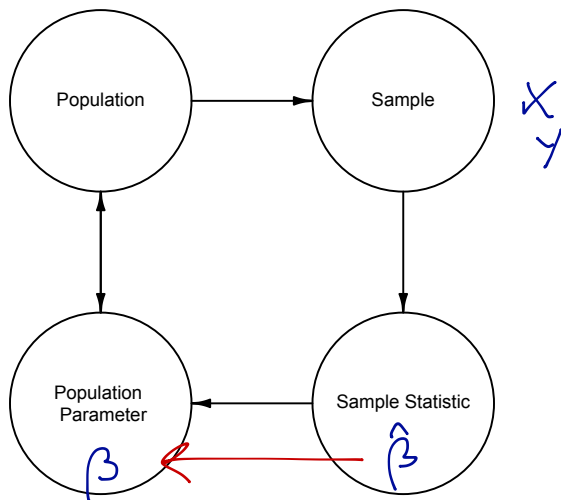 Population
Sample
X
y
Population
Parameter
Sample Statistic
β
β̂